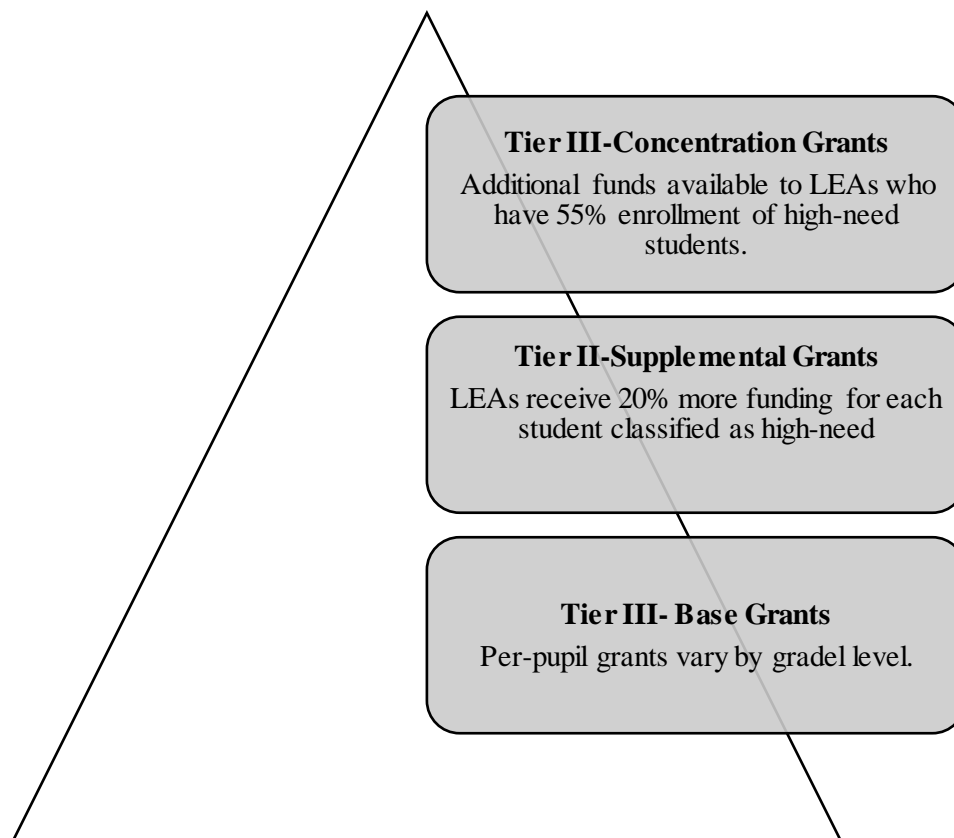 Tier III-Concentration Grants
Additional funds available to LEAs who
have 55% enrollment of high-need
students.
Tier II-Supplemental Grants
LEAs receive 20% more funding for each
student classified as high-need
Tier III- Base Grants
Per-pupil grants vary by gradel level.